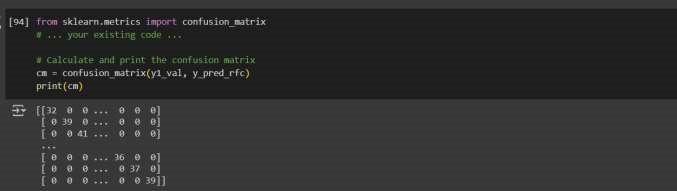 [94] from sklearn.metrics import confusion_matrix
# ... your existing code ...
# Calculate and print the confusion matrix
cm = confusion_matrix(y1_val, y_pred_rfc)
print(cm)
[[32  0  0 ...  0  0  0]
 [ 0 39  0 ...  0  0  0]
 [ 0  0 41 ...  0  0  0]
 ...
 [ 0  0  0 ... 36  0  0]
 [ 0  0  0 ...  0 37  0]
 [ 0  0  0 ...  0  0 39]]